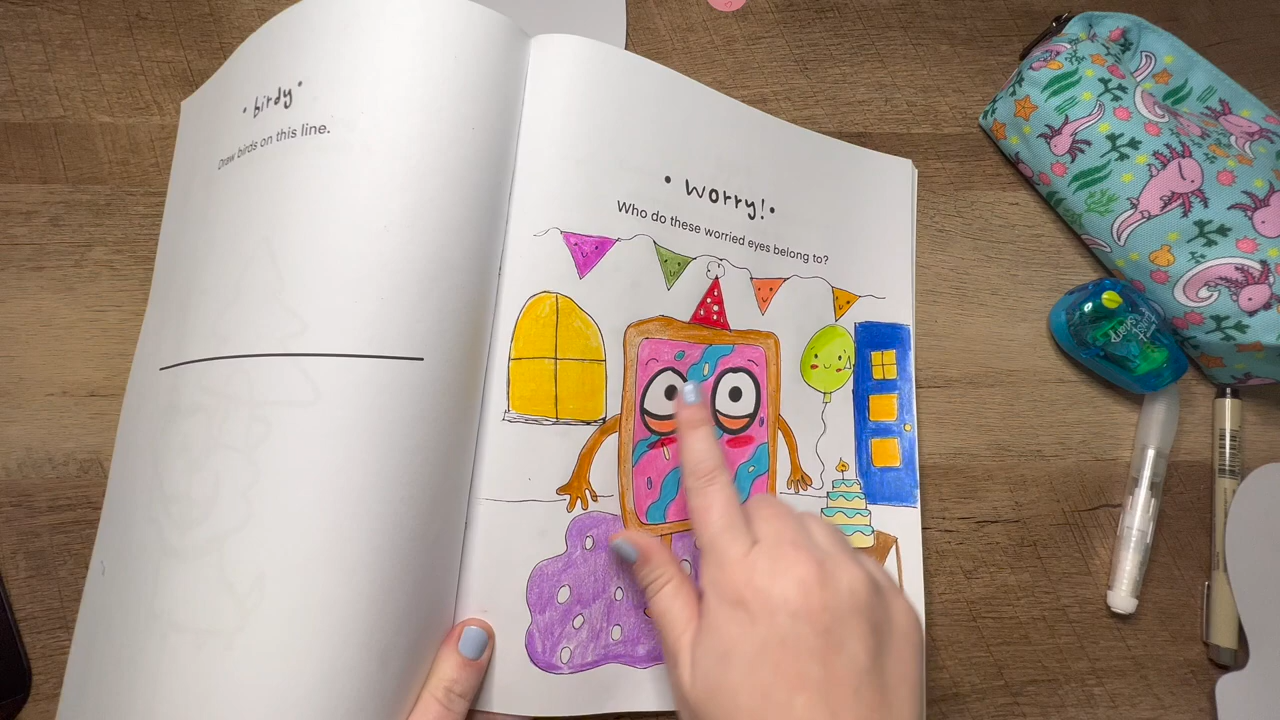 • birdy •
Draw birds on this line.
• worry! •
Who do these worried eyes belong to?